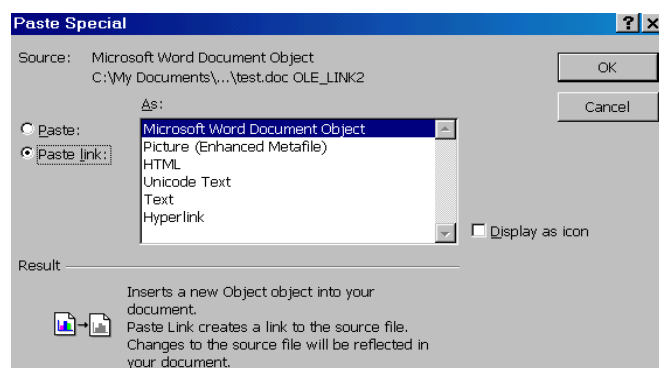 Paste Special
? ×
Source: Microsoft Word Document Object
C:\My Documents\...\test.doc OLE_LINK2
OK
Cancel
As:
Paste:
Paste link:
Microsoft Word Document Object
Picture (Enhanced Metafile)
HTML
Unicode Text
Text
Hyperlink
Display as icon
Result
Inserts a new Object object into your
document.
Paste Link creates a link to the source file.
Changes to the source file will be reflected in
your document.